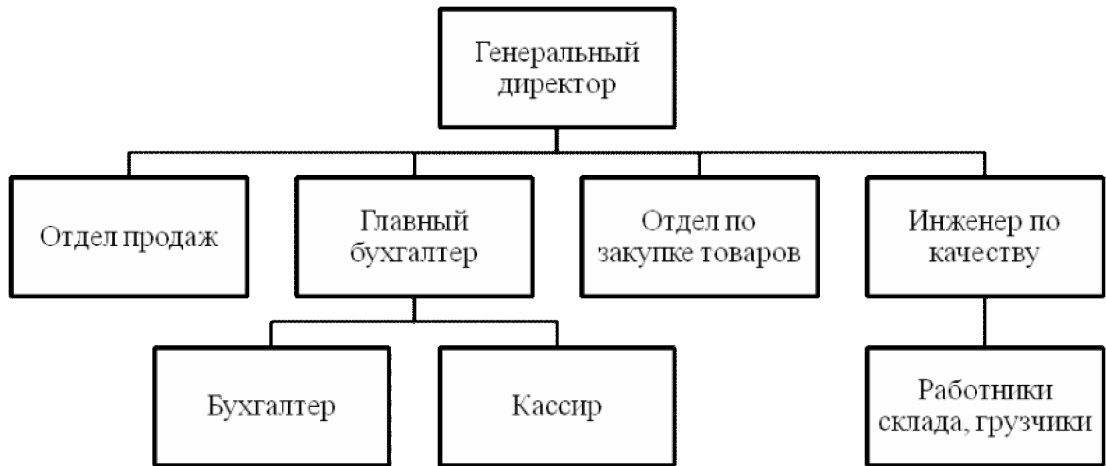 Генеральный
директор
Отдел продаж
Главный
бухгалтер
Отдел по
закупке товаров
Инженер по
качеству
Бухгалтер
Кассир
Работники
склада, грузчики